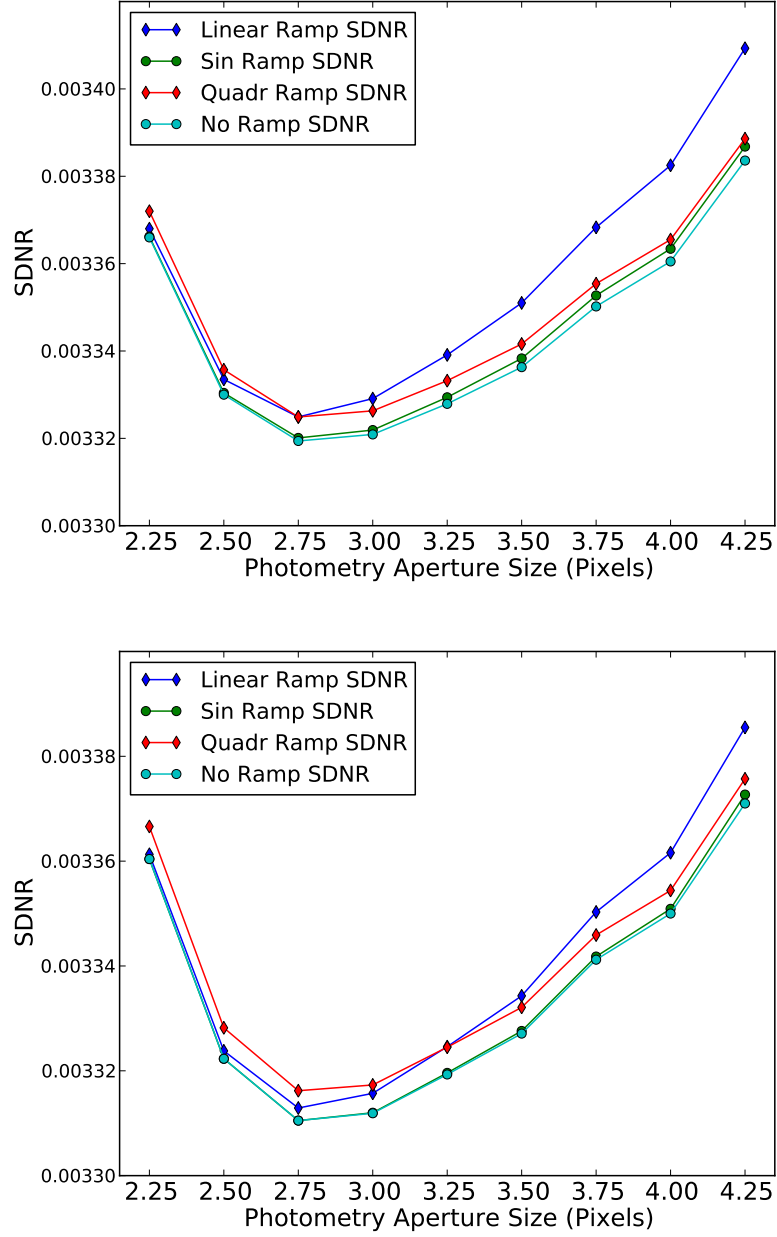 Linear Ramp SDNR
Sin Ramp SDNR
Quadr Ramp SDNR
No Ramp SDNR
0.00340
0.00338
0.00336
0.00334
0.00332
0.00330
SDNR
2.25 2.50 2.75 3.00 3.25 3.50 3.75 4.00 4.25
Photometry Aperture Size (Pixels)
Linear Ramp SDNR
Sin Ramp SDNR
Quadr Ramp SDNR
No Ramp SDNR
0.00338
0.00336
0.00334
0.00332
0.00330
SDNR
2.25 2.50 2.75 3.00 3.25 3.50 3.75 4.00 4.25
Photometry Aperture Size (Pixels)